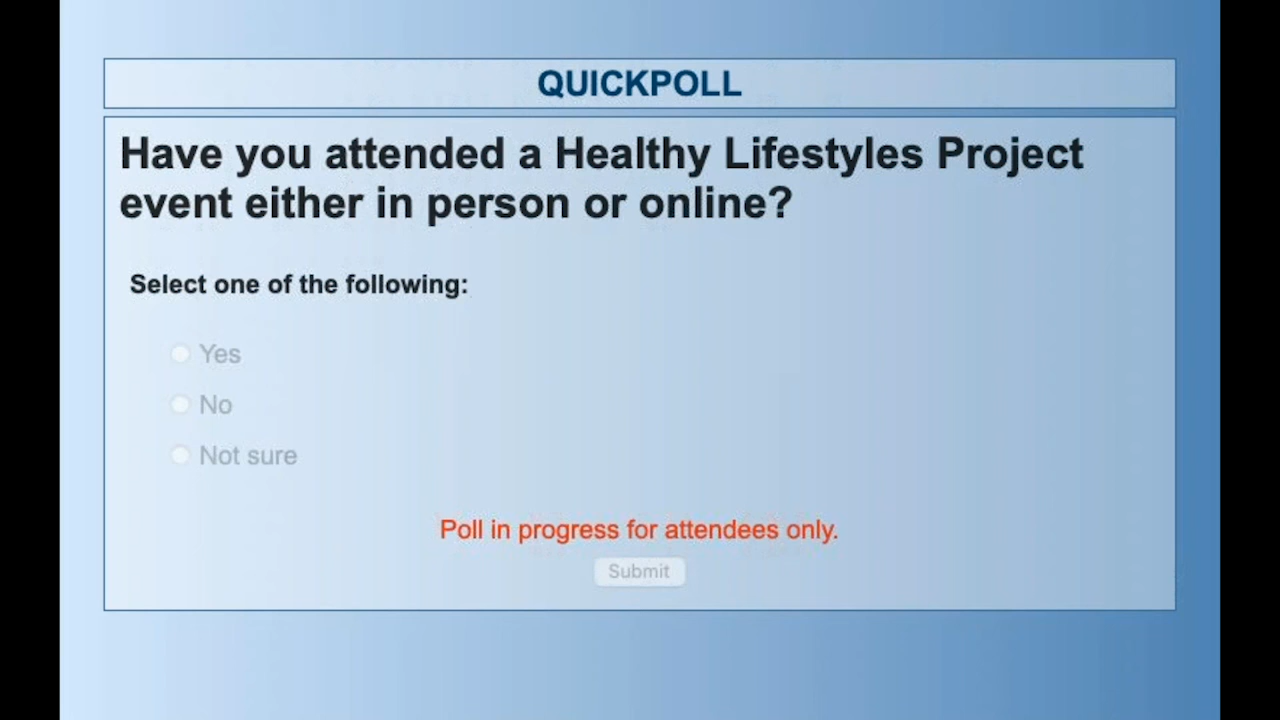 QUICKPOLL
Have you attended a Healthy Lifestyles Project
event either in person or online?
Select one of the following:
Yes
No
Not sure
Poll in progress for attendees only.
Submit